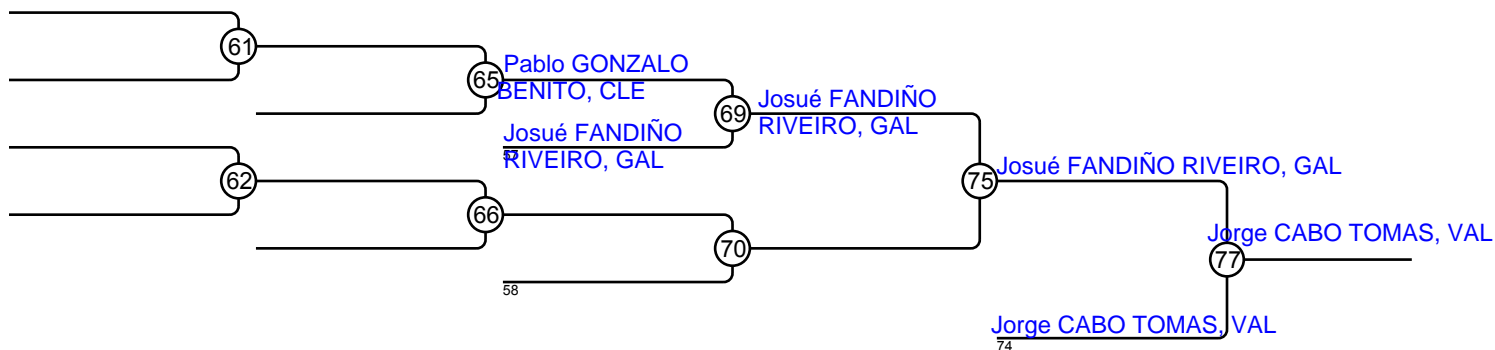 61
65
Pablo GONZALO
BENITO, CLE
69
Josué FANDIÑO
RIVEIRO, GAL
Josué FANDIÑO
RIVEIRO, GAL
57
62
66
75
Josué FANDIÑO RIVEIRO, GAL
70
58
77
Jorge CABO TOMAS, VAL
Jorge CABO TOMAS, VAL
74